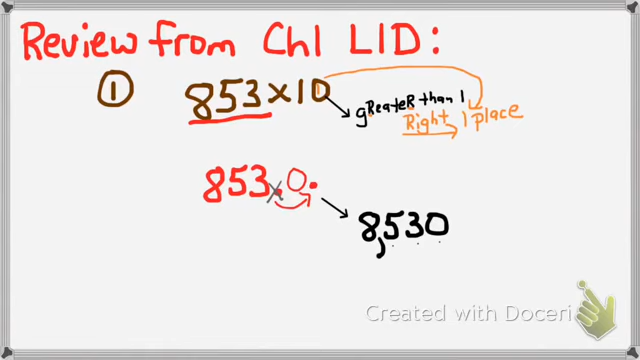 Review from Ch1 L1D:
① 853 × 10
greateR than 1
Right 1 place
853.0.
8,530
Created with Doceri